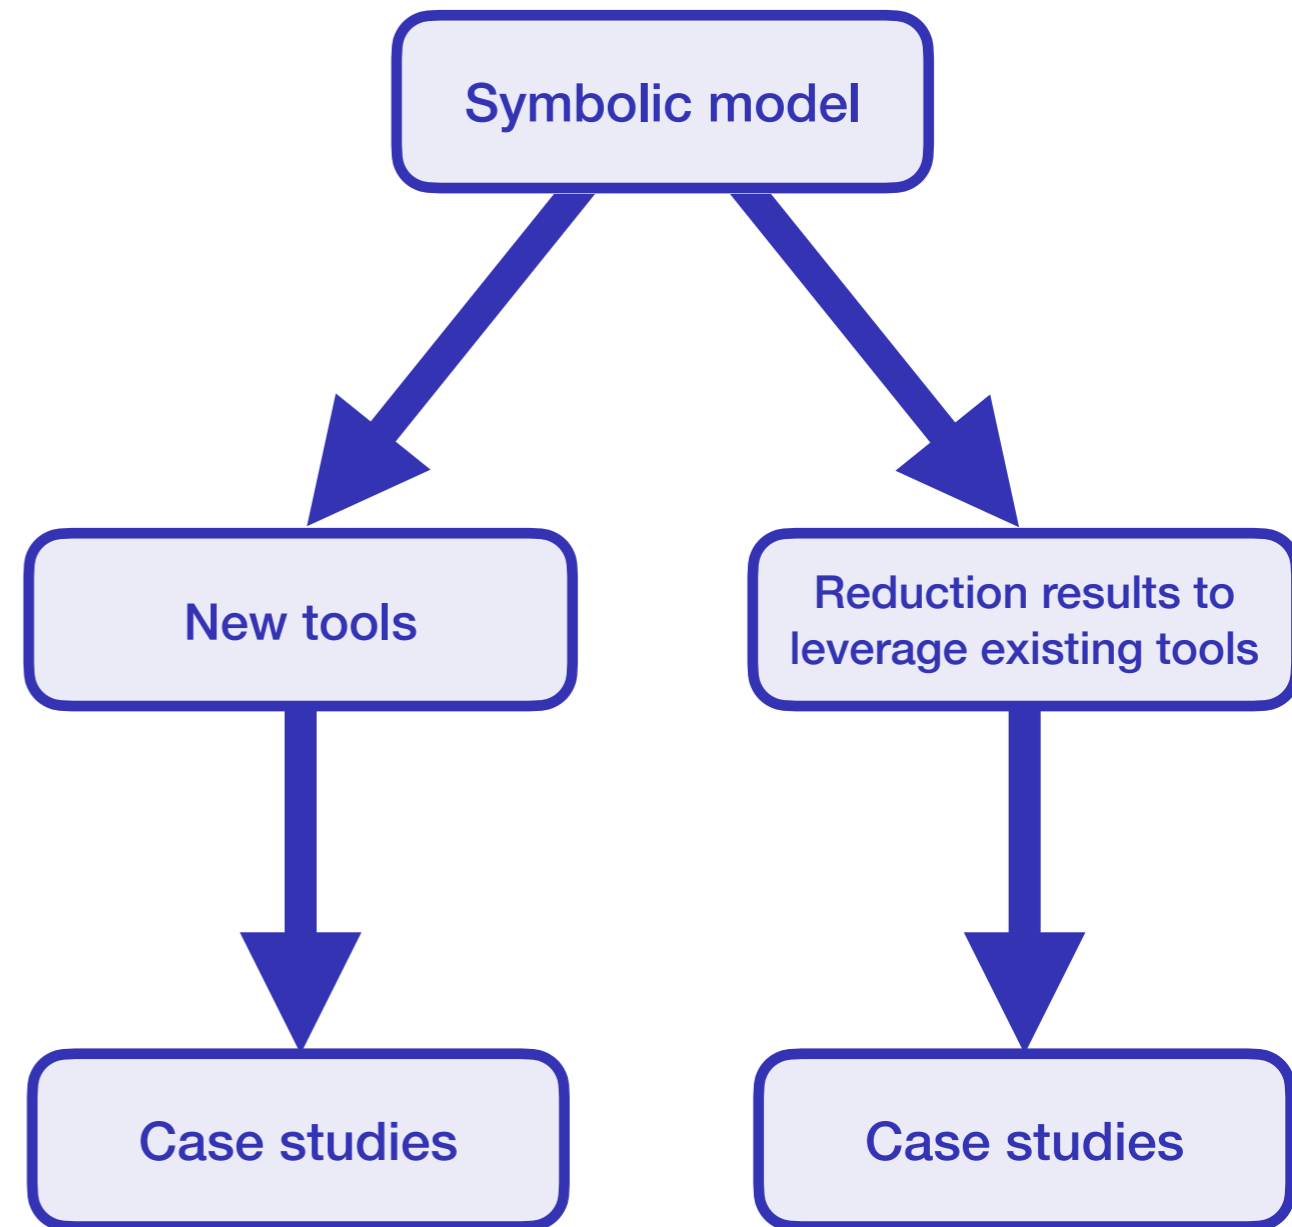 Symbolic model
New tools
Reduction results to
leverage existing tools
Case studies
Case studies